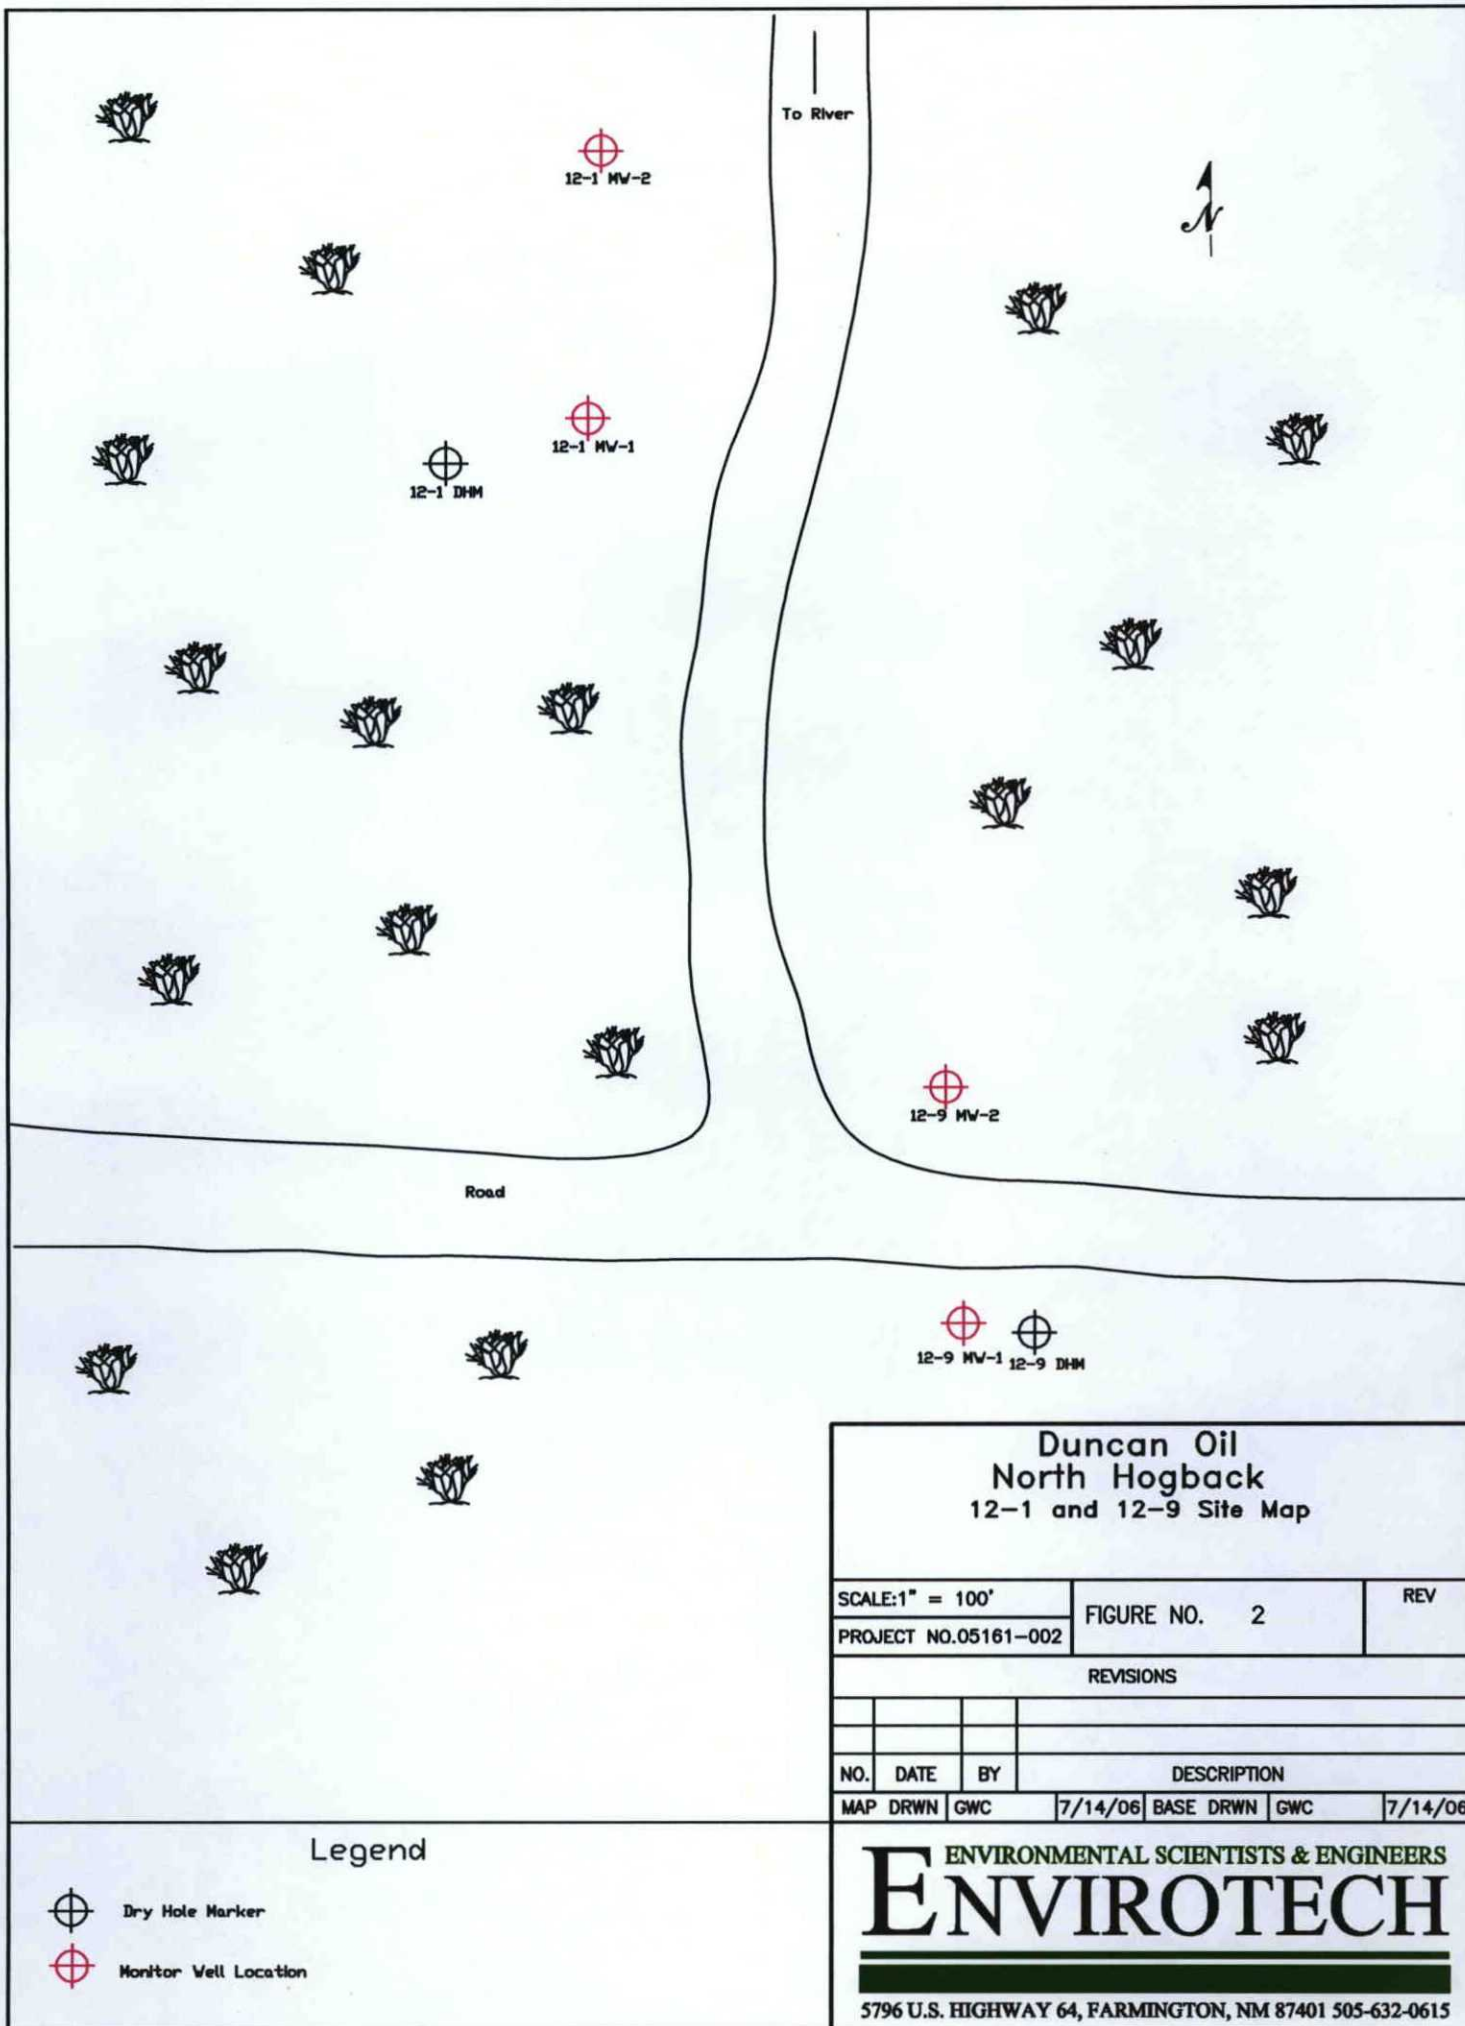 To River
N
12-1 MW-2
12-1 MW-1
12-1 DHM
12-9 MW-2
Road
12-9 MW-1
12-9 DHM
Duncan Oil
North Hogback
12-1 and 12-9 Site Map
SCALE:1" = 100'
FIGURE NO. 2
REV
PROJECT NO.05161-002
REVISIONS
NO. DATE BY DESCRIPTION
MAP DRWN GWC 7/14/06 BASE DRWN GWC 7/14/06
Legend
Dry Hole Marker
Monitor Well Location
ENVIRONMENTAL SCIENTISTS & ENGINEERS
ENVIROTECH
5796 U.S. HIGHWAY 64, FARMINGTON, NM 87401 505-632-0615